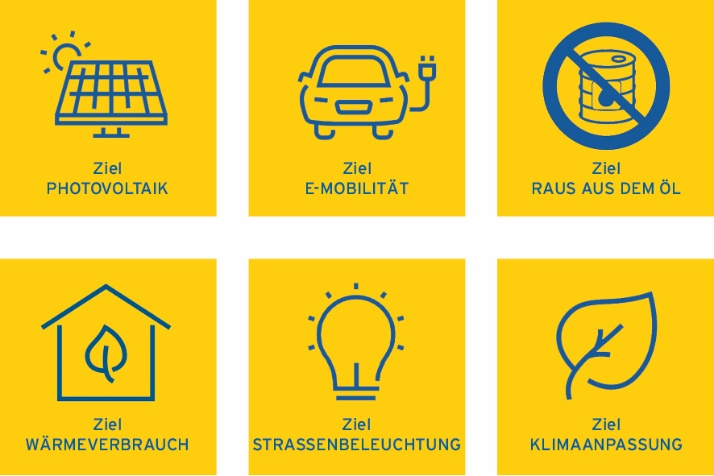 Ziel
PHOTOVOLTAIK
Ziel
E-MOBILITÄT
Ziel
RAUS AUS DEM ÖL
Ziel
WÄRMEVERBRAUCH
Ziel
STRASSENBELEUCHTUNG
Ziel
KLIMAANPASSUNG